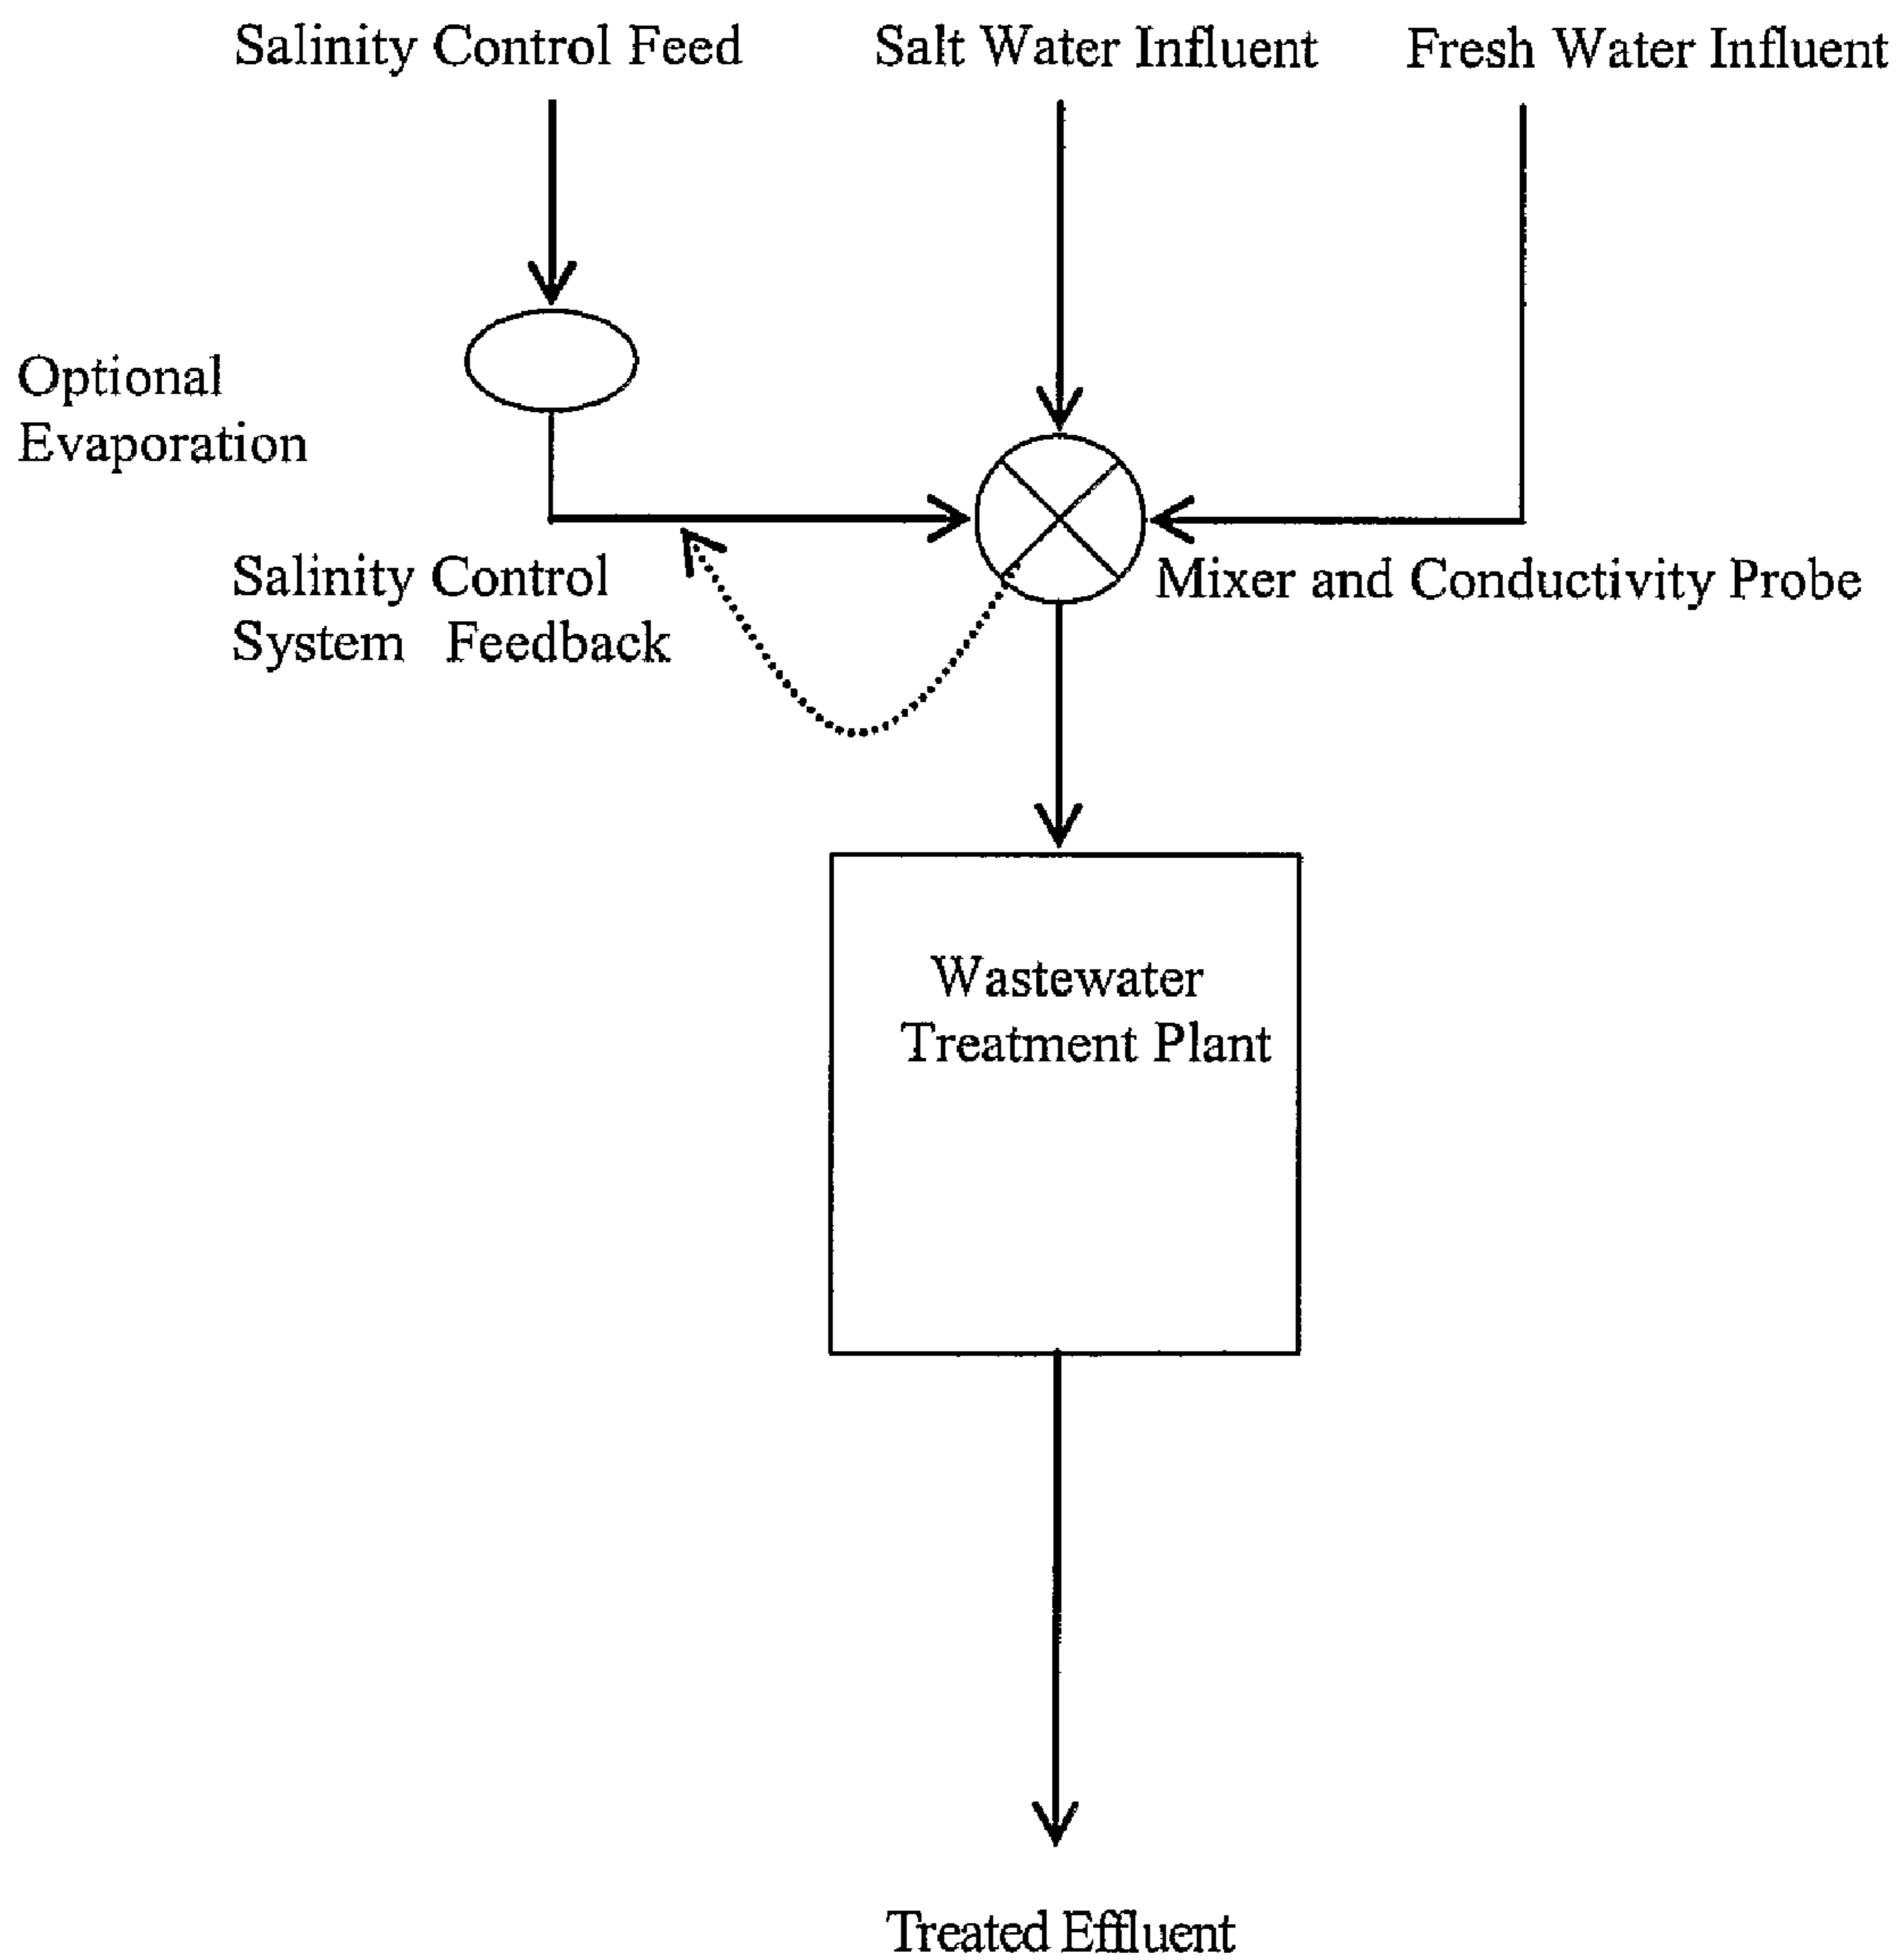 Salinity Control Feed
Salt Water Influent
Fresh Water Influent
Optional
Evaporation
Salinity Control
System Feedback
Mixer and Conductivity Probe
Wastewater
Treatment Plant
Treated Effluent